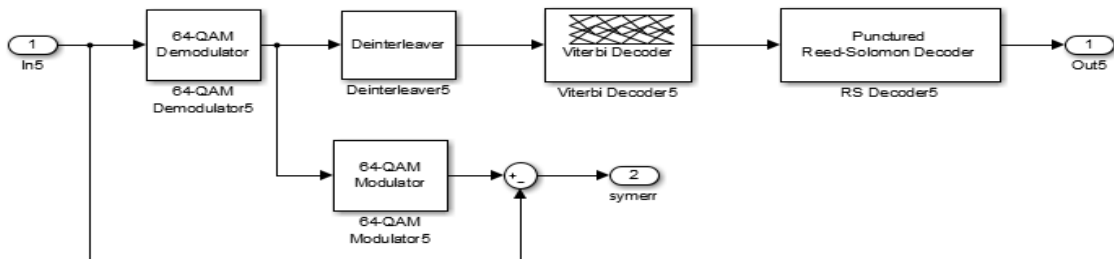 1
In5
64-QAM
Demodulator
64-QAM
Demodulator5
Deinterleaver
Deinterleaver5
Viterbi Decoder
Viterbi Decoder5
Punctured
Reed-Solomon Decoder
RS Decoder5
1
Out5
64-QAM
Modulator
64-QAM
Modulator5
+
−
2
symerr